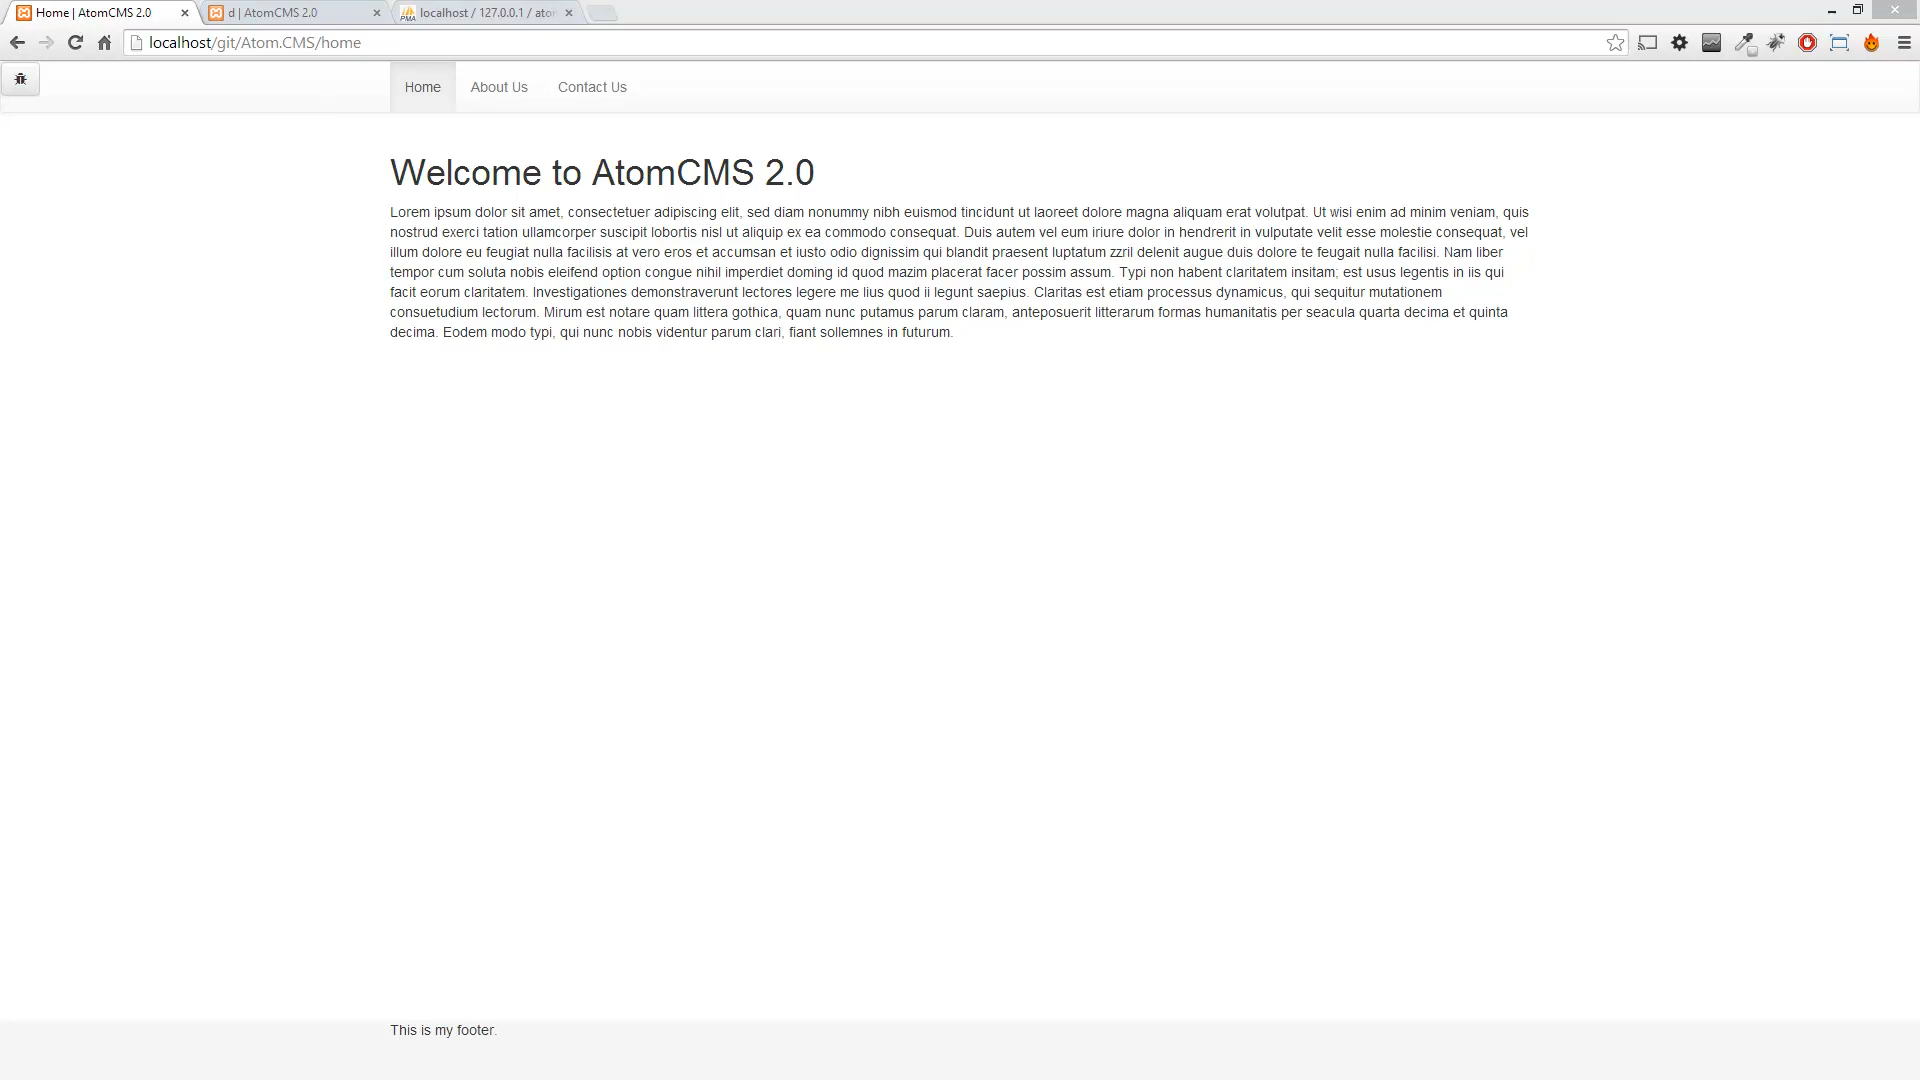 Home | AtomCMS 2.0
d | AtomCMS 2.0
localhost / 127.0.0.1 / ato
localhost/git/Atom.CMS/home
Home About Us Contact Us
Welcome to AtomCMS 2.0
Lorem ipsum dolor sit amet, consectetuer adipiscing elit, sed diam nonummy nibh euismod tincidunt ut laoreet dolore magna aliquam erat volutpat. Ut wisi enim ad minim veniam, quis
nostrud exerci tation ullamcorper suscipit lobortis nisl ut aliquip ex ea commodo consequat. Duis autem vel eum iriure dolor in hendrerit in vulputate velit esse molestie consequat, vel
illum dolore eu feugiat nulla facilisis at vero eros et accumsan et iusto odio dignissim qui blandit praesent luptatum zzril delenit augue duis dolore te feugait nulla facilisi. Nam liber
tempor cum soluta nobis eleifend option congue nihil imperdiet doming id quod mazim placerat facer possim assum. Typi non habent claritatem insitam; est usus legentis in iis qui
facit eorum claritatem. Investigationes demonstraverunt lectores legere me lius quod ii legunt saepius. Claritas est etiam processus dynamicus, qui sequitur mutationem
consuetudium lectorum. Mirum est notare quam littera gothica, quam nunc putamus parum claram, anteposuerit litterarum formas humanitatis per seacula quarta decima et quinta
decima. Eodem modo typi, qui nunc nobis videntur parum clari, fiant sollemnes in futurum.
This is my footer.